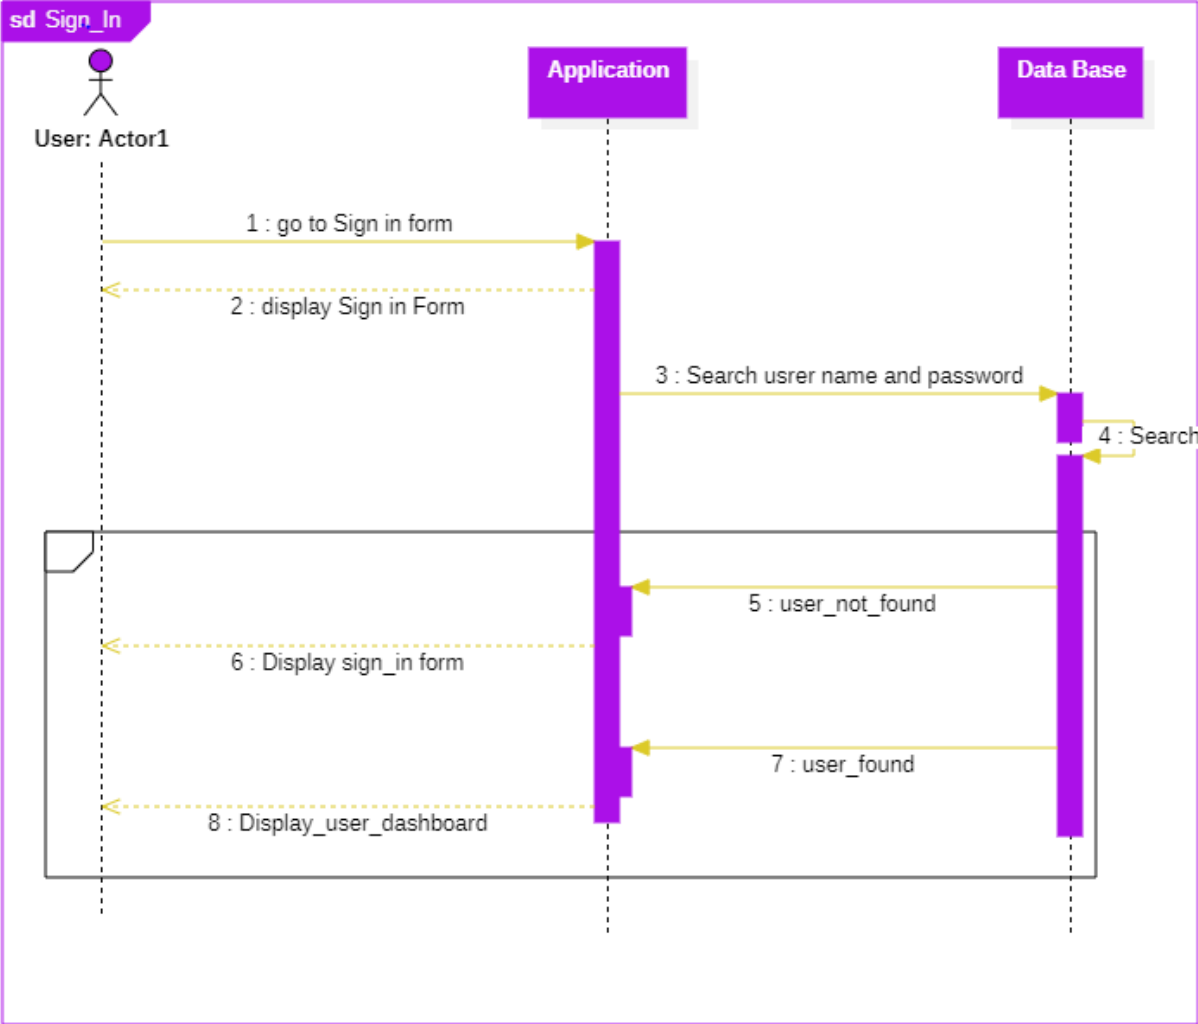 sd Sign_In
User: Actor1
Application
Data Base
1 : go to Sign in form
2 : display Sign in Form
3 : Search usrer name and password
4 : Search
5 : user_not_found
6 : Display sign_in form
7 : user_found
8 : Display_user_dashboard